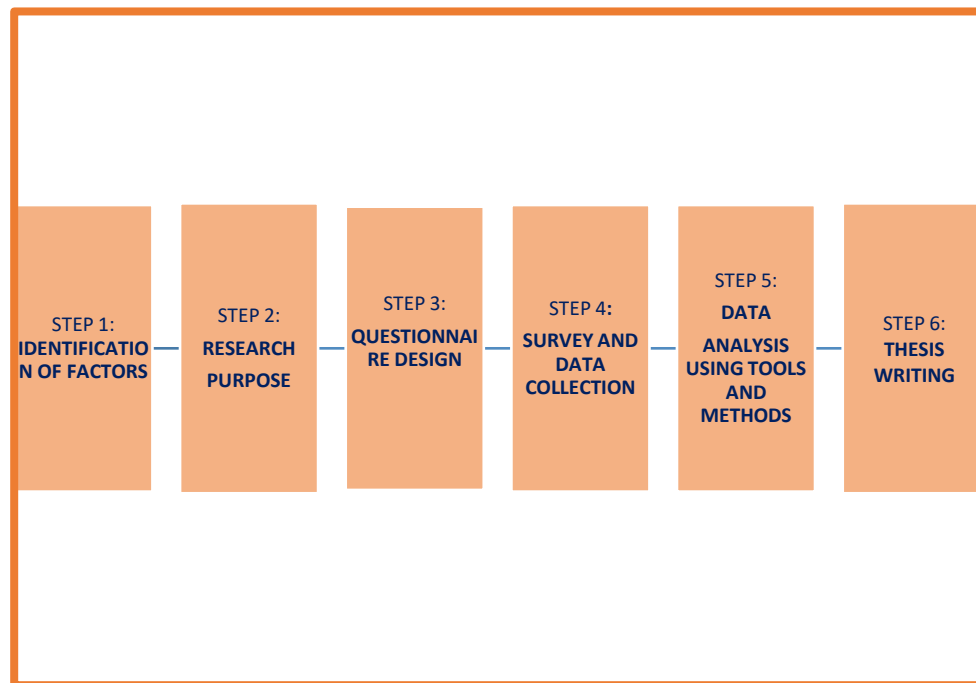 STEP 1:
IDENTIFICATIO
N OF FACTORS
STEP 2:
RESEARCH
PURPOSE
STEP 3:
QUESTIONNAI
RE DESIGN
STEP 4:
SURVEY AND
DATA
COLLECTION
STEP 5:
DATA
ANALYSIS
USING TOOLS
AND
METHODS
STEP 6:
THESIS
WRITING